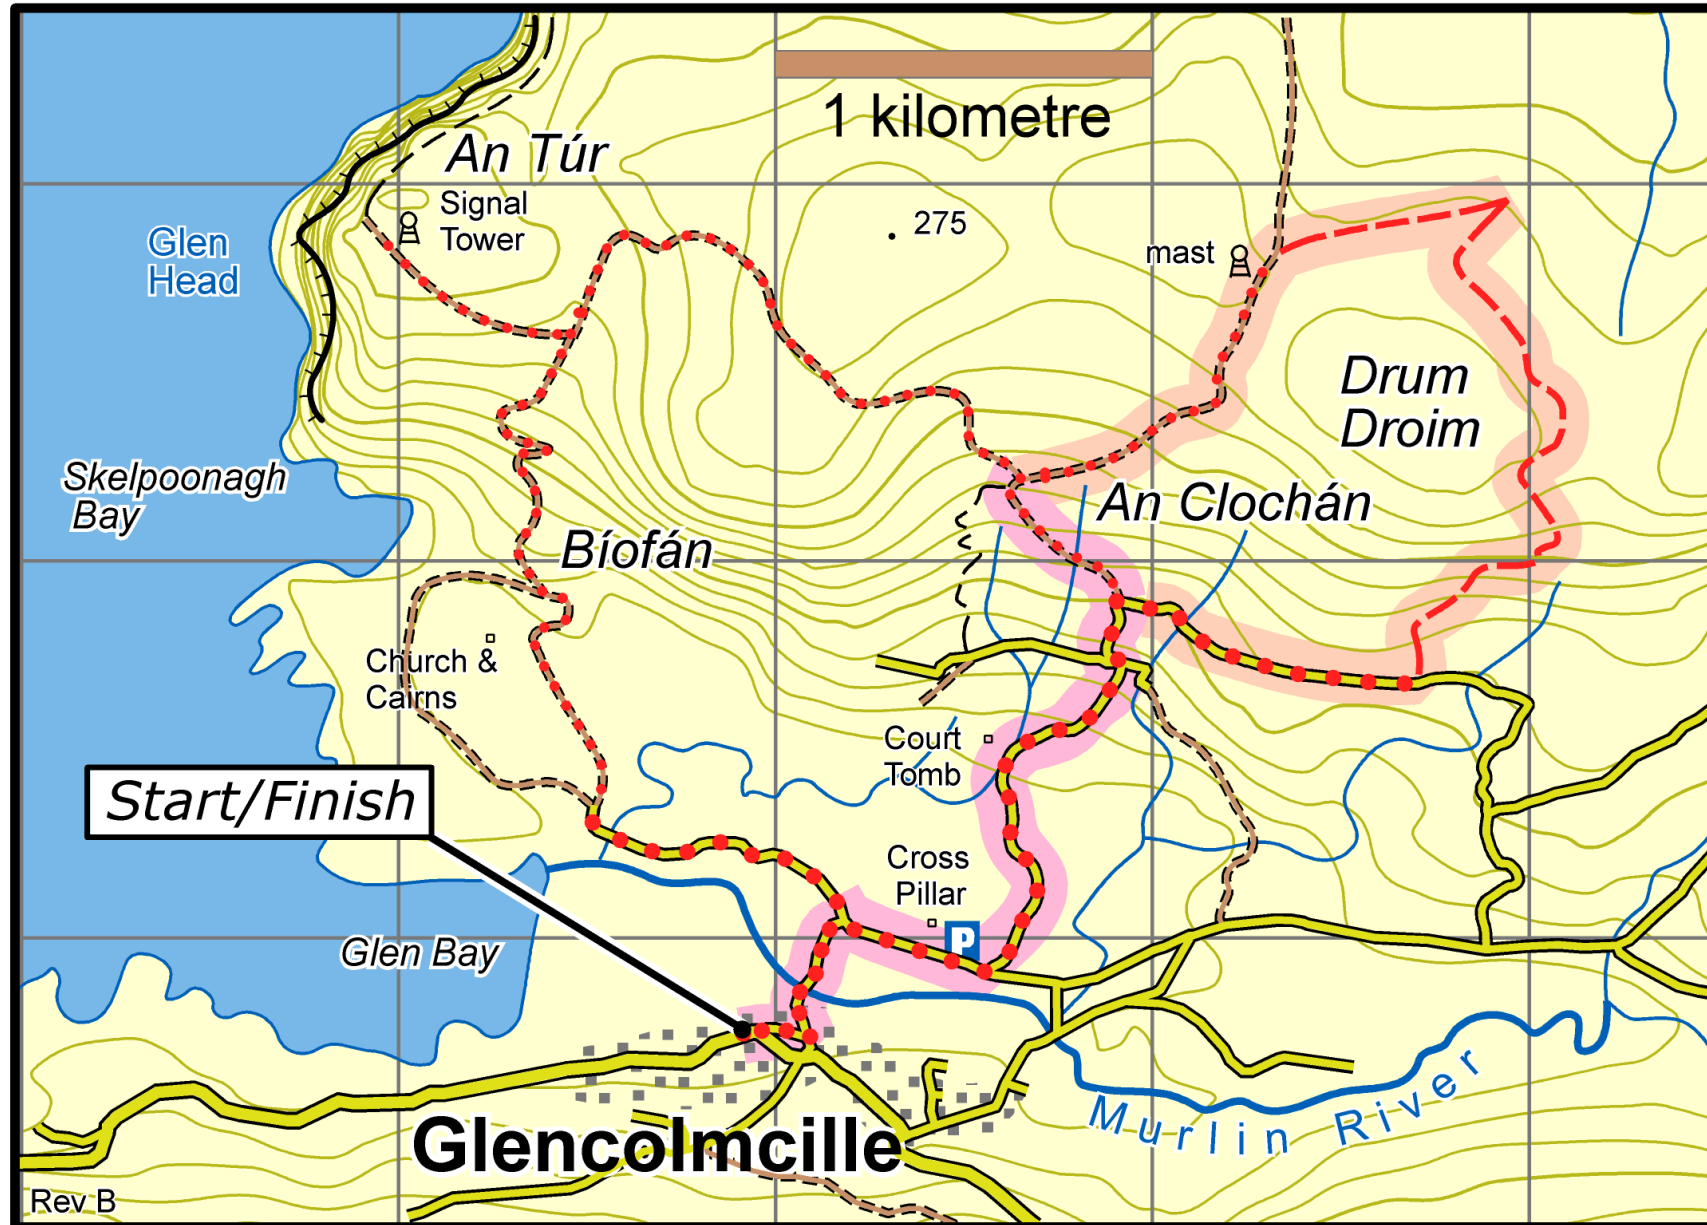 1 kilometre
An Túr
Signal
Tower
275
mast
Glen
Head
Drum
Droim
Skelpoonagh
Bay
An Clochán
Bíofán
Church &
Cairns
Court
Tomb
Start/Finish
Cross
Pillar
P
Glen Bay
Murlin River
Glencolmcille
Rev B